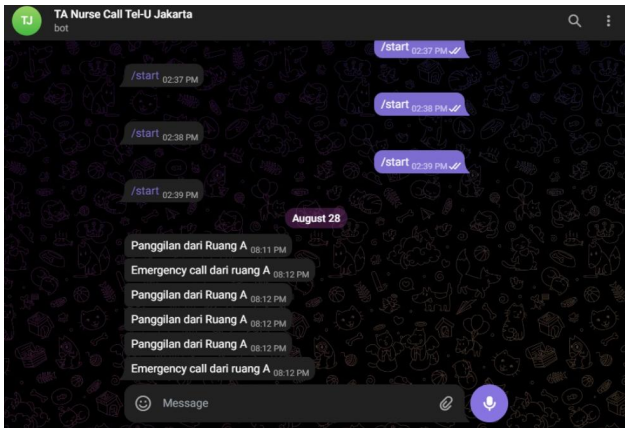 TJ
TA Nurse Call Tel-U Jakarta
bot
/start 02:37 PM
/start 02:37 PM
/start 02:38 PM
/start 02:38 PM
/start 02:39 PM
/start 02:39 PM
August 28
Panggilan dari Ruang A 08:11 PM
Emergency call dari ruang A 08:12 PM
Panggilan dari Ruang A 08:12 PM
Panggilan dari Ruang A 08:12 PM
Panggilan dari Ruang A 08:12 PM
Emergency call dari ruang A 08:12 PM
Message